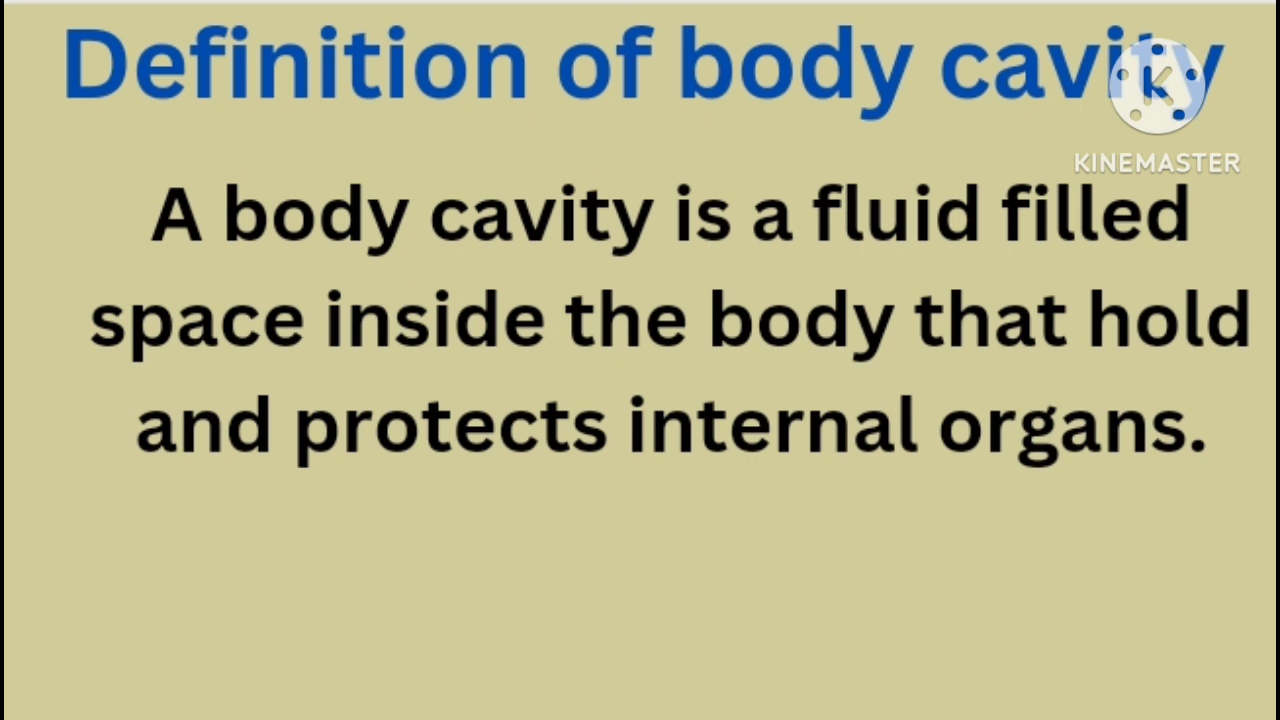 Definition of body cavity
KINEMASTER
A body cavity is a fluid filled
space inside the body that hold
and protects internal organs.